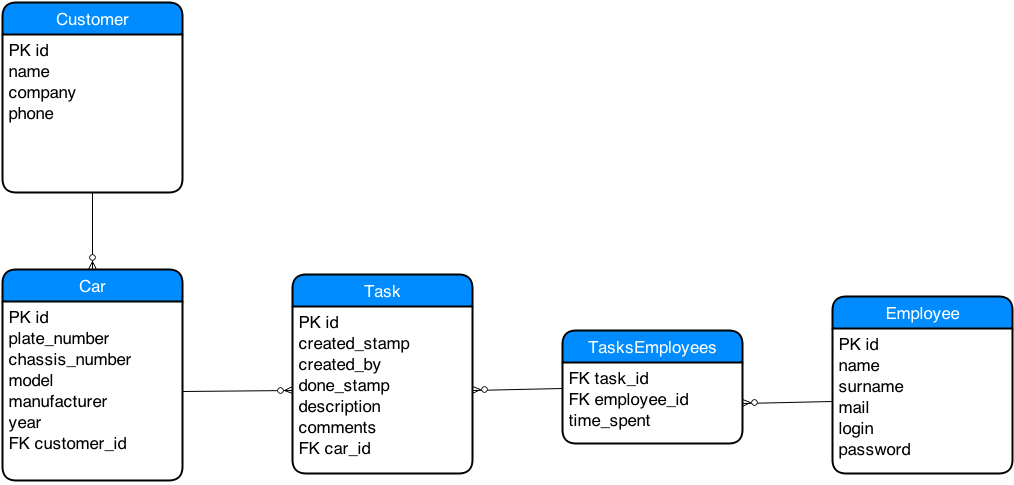 Customer
PK id
name
company
phone
Car
PK id
plate_number
chassis_number
model
manufacturer
year
FK customer_id
Task
PK id
created_stamp
created_by
done_stamp
description
comments
FK car_id
TasksEmployees
FK task_id
FK employee_id
time_spent
Employee
PK id
name
surname
mail
login
password